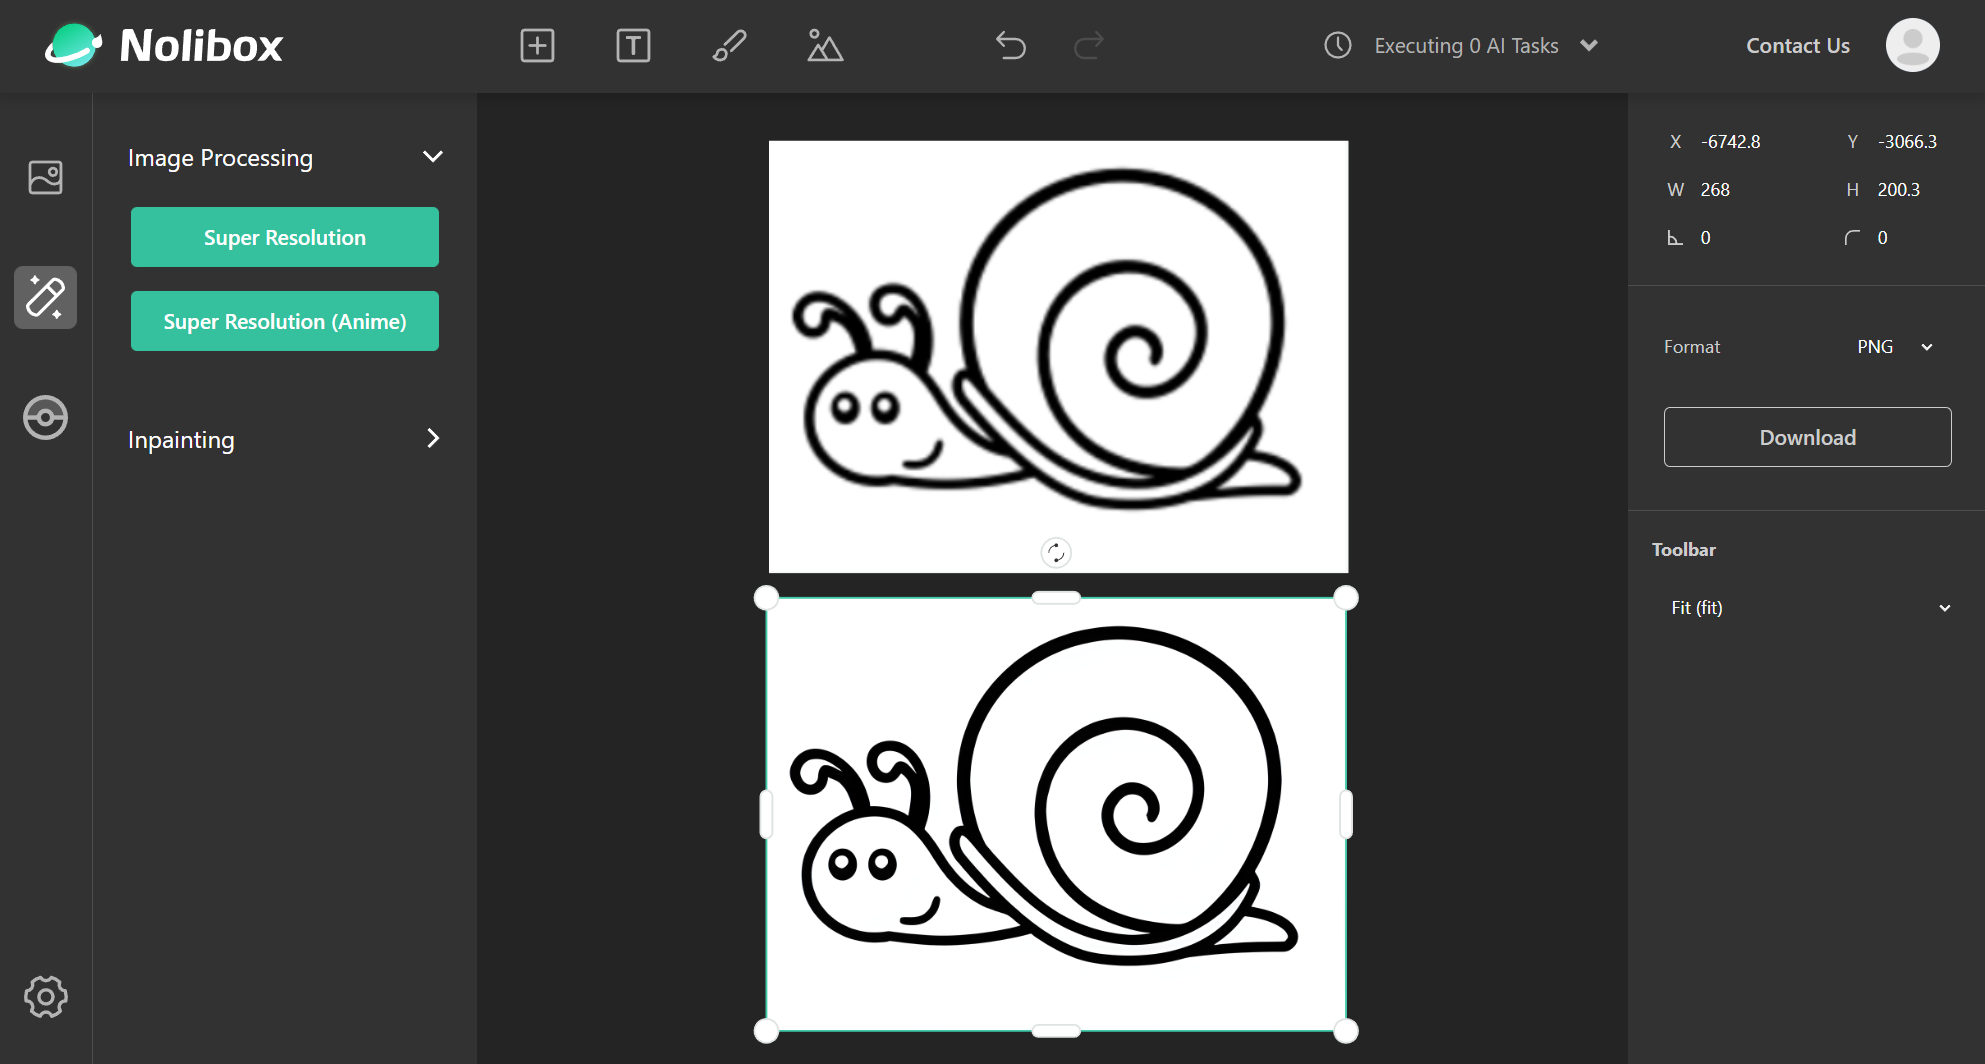 Nolibox
T
Executing 0 AI Tasks
Contact Us
Image Processing
Super Resolution
Super Resolution (Anime)
Inpainting
X -6742.8 Y -3066.3
W 268 H 200.3
0 0
Format PNG
Download
Toolbar
Fit (fit)